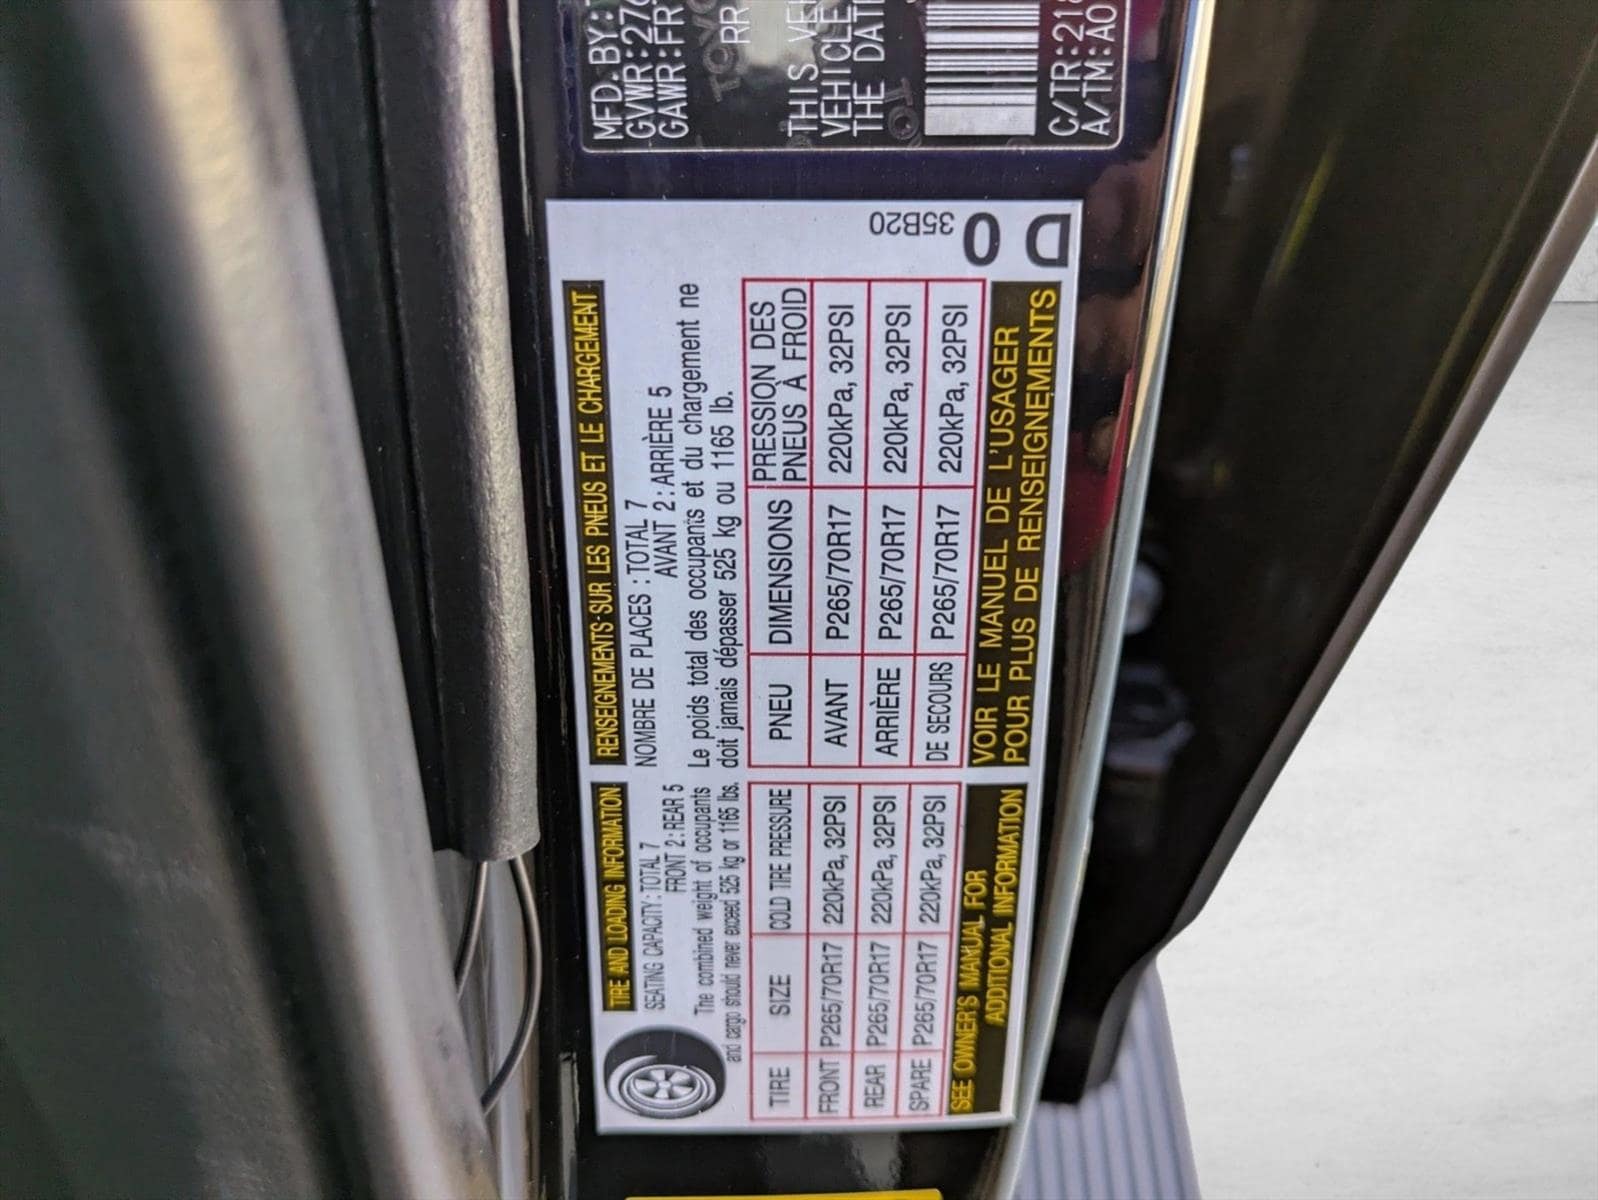 TIRE AND LOADING INFORMATION
SEATING CAPACITY: TOTAL 7
FRONT 2: REAR 5
The combined weight of occupants
and cargo should never exceed 525 kg or 1165 lbs.
TIRE SIZE COLD TIRE PRESSURE
FRONT P265/70R17 220kPa, 32PSI
REAR P265/70R17 220kPa, 32PSI
SPARE P265/70R17 220kPa, 32PSI
SEE OWNER'S MANUAL FOR
ADDITIONAL INFORMATION
RENSEIGNEMENTS SUR LES PNEUS ET LE CHARGEMENT
NOMBRE DE PLACES : TOTAL 7
AVANT 2: ARRIÈRE 5
Le poids total des occupants et du chargement ne
doit jamais dépasser 525 kg ou 1165 lb.
PNEU DIMENSIONS PRESSION DES
PNEUS À FROID
AVANT P265/70R17 220kPa, 32PSI
ARRIÈRE P265/70R17 220kPa, 32PSI
DE SECOURS P265/70R17 220kPa, 32PSI
VOIR LE MANUEL DE L'USAGER
POUR PLUS DE RENSEIGNEMENTS
35B20
0
D
MFD. BY:
GVWR:
GAWR:FR
RR
THIS
VEHICLE
THE
C/TR:
A/TM: